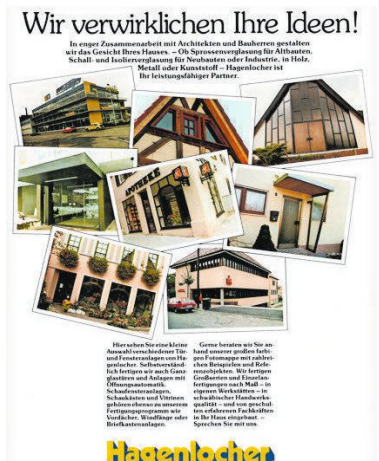 Wir verwirklichen Ihre Ideen!
In enger Zusammenarbeit mit Architekten und Bauherren gestalten
wir das Gesicht Ihres Hauses. – Ob Sprossenverglasung für Altbauten,
Schall- und Isolierverglasung für Neubauten oder Industrie, in Holz,
Metall oder Kunststoff – Hagenlocher ist
Ihr leistungsfähiger Partner.
APOTHEKE
Hier sehen Sie eine kleine
Auswahl verschiedener Tür-
und Fensteranlagen von Ha-
genlocher. Selbstverständ-
lich fertigen wir auch Ganz-
glastüren und Anlagen mit
Öffnungsautomatik.
Schaufensteranlagen,
Schaukästen und Vitrinen
gehören ebenso zu unserem
Fertigungsprogramm wie
Vordächer, Windfänge oder
Briefkastenanlagen.
Gerne beraten wir Sie an-
hand unserer großen farbi-
gen Fotomappe mit zahlrei-
chen Beispielen und Refe-
renzobjekten. Wir fertigen
Großserien und Einzelan-
fertigungen nach Maß – in
eigenen Werkstätten – in
schwäbischer Handwerks-
qualität – und von geschul-
ten erfahrenen Fachkräften
in Ihr Haus eingebaut. –
Sprechen Sie mit uns.
Hagenlocher